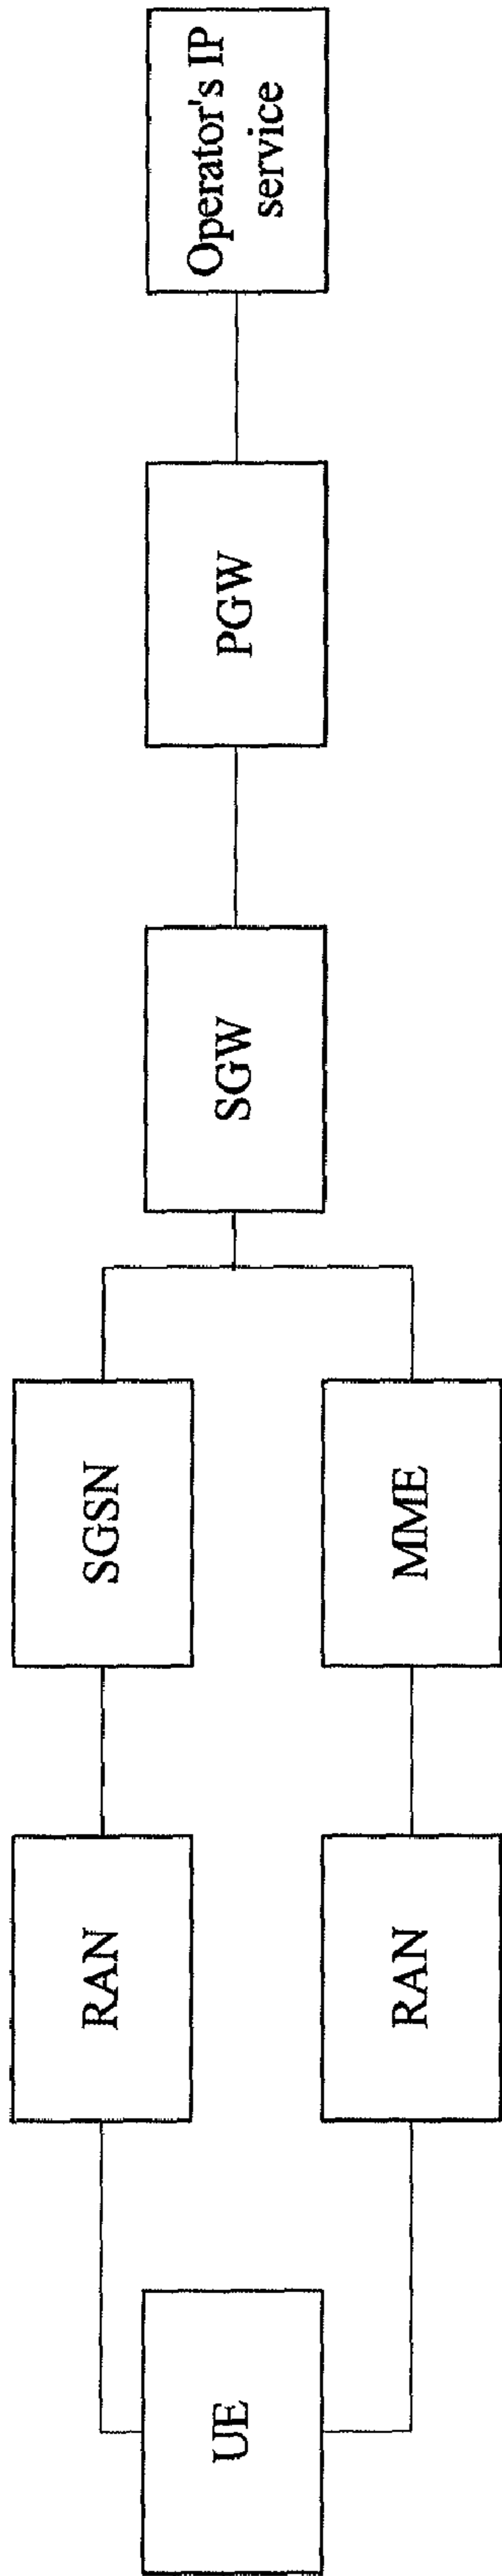 UE
RAN
SGSN
RAN
MME
SGW
PGW
Operator's IP
service